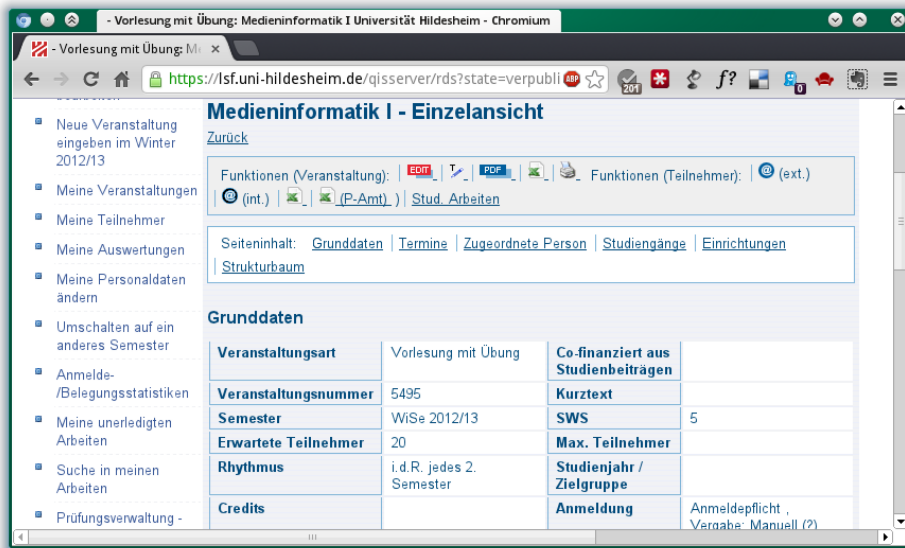 - Vorlesung mit Übung: Medieninformatik I Universität Hildesheim - Chromium
- Vorlesung mit Übung: Me
https://lsf.uni-hildesheim.de/qisserver/rds?state=verpubli
ABP
201
f?
0
Neue Veranstaltung
eingeben im Winter
2012/13
Meine Veranstaltungen
Meine Teilnehmer
Meine Auswertungen
Meine Personaldaten
ändern
Umschalten auf ein
anderes Semester
Anmelde-
/Belegungsstatistiken
Meine unerledigten
Arbeiten
Suche in meinen
Arbeiten
Prüfungsverwaltung -
Medieninformatik I - Einzelansicht
Zurück
Funktionen (Veranstaltung): | EDIT | | PDF | | Funktionen (Teilnehmer): | @ (ext.)
| @ (int.) | | (P-Amt) ) | Stud. Arbeiten
Seiteninhalt: Grunddaten | Termine | Zugeordnete Person | Studiengänge | Einrichtungen
| Strukturbaum
Grunddaten
Veranstaltungsart Vorlesung mit Übung Co-finanziert aus
Studienbeiträgen
Veranstaltungsnummer 5495 Kurztext
Semester WiSe 2012/13 SWS 5
Erwartete Teilnehmer 20 Max. Teilnehmer
Rhythmus i.d.R. jedes 2. Studienjahr /
Semester Zielgruppe
Credits Anmeldung Anmeldepflicht ,
Vergabe: Manuell (?)